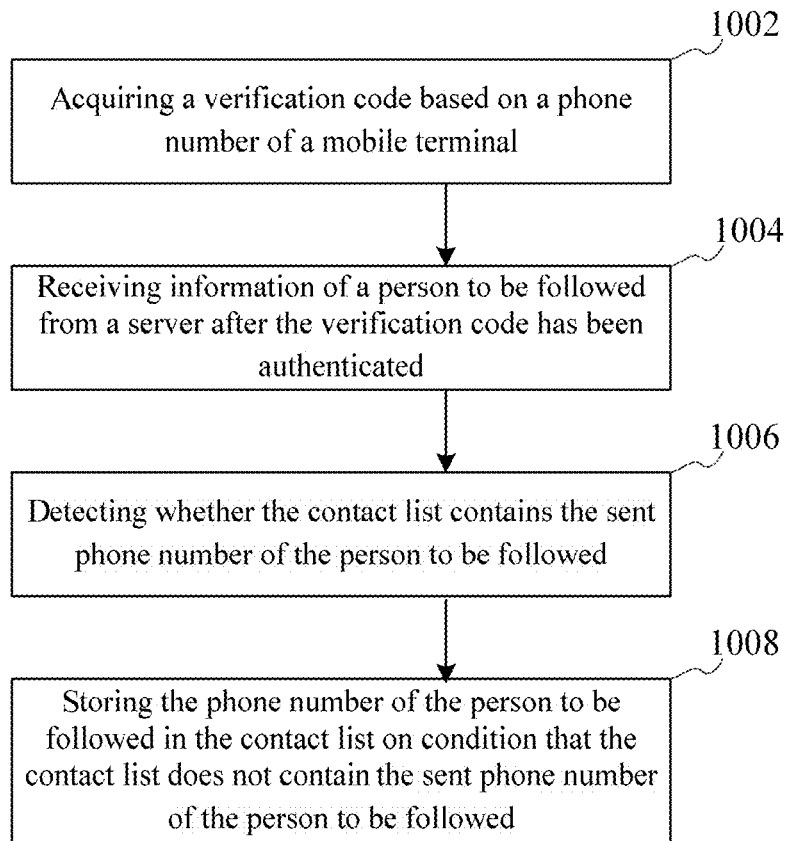 1002
Acquiring a verification code based on a phone
number of a mobile terminal
1004
Receiving information of a person to be followed
from a server after the verification code has been
authenticated
1006
Detecting whether the contact list contains the sent
phone number of the person to be followed
1008
Storing the phone number of the person to be
followed in the contact list on condition that the
contact list does not contain the sent phone number
of the person to be followed